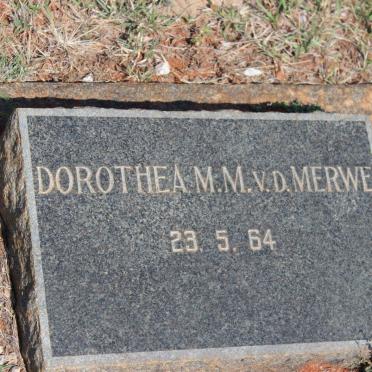 DOROTHEA M.M.V.D.MERWE
23. 5. 64